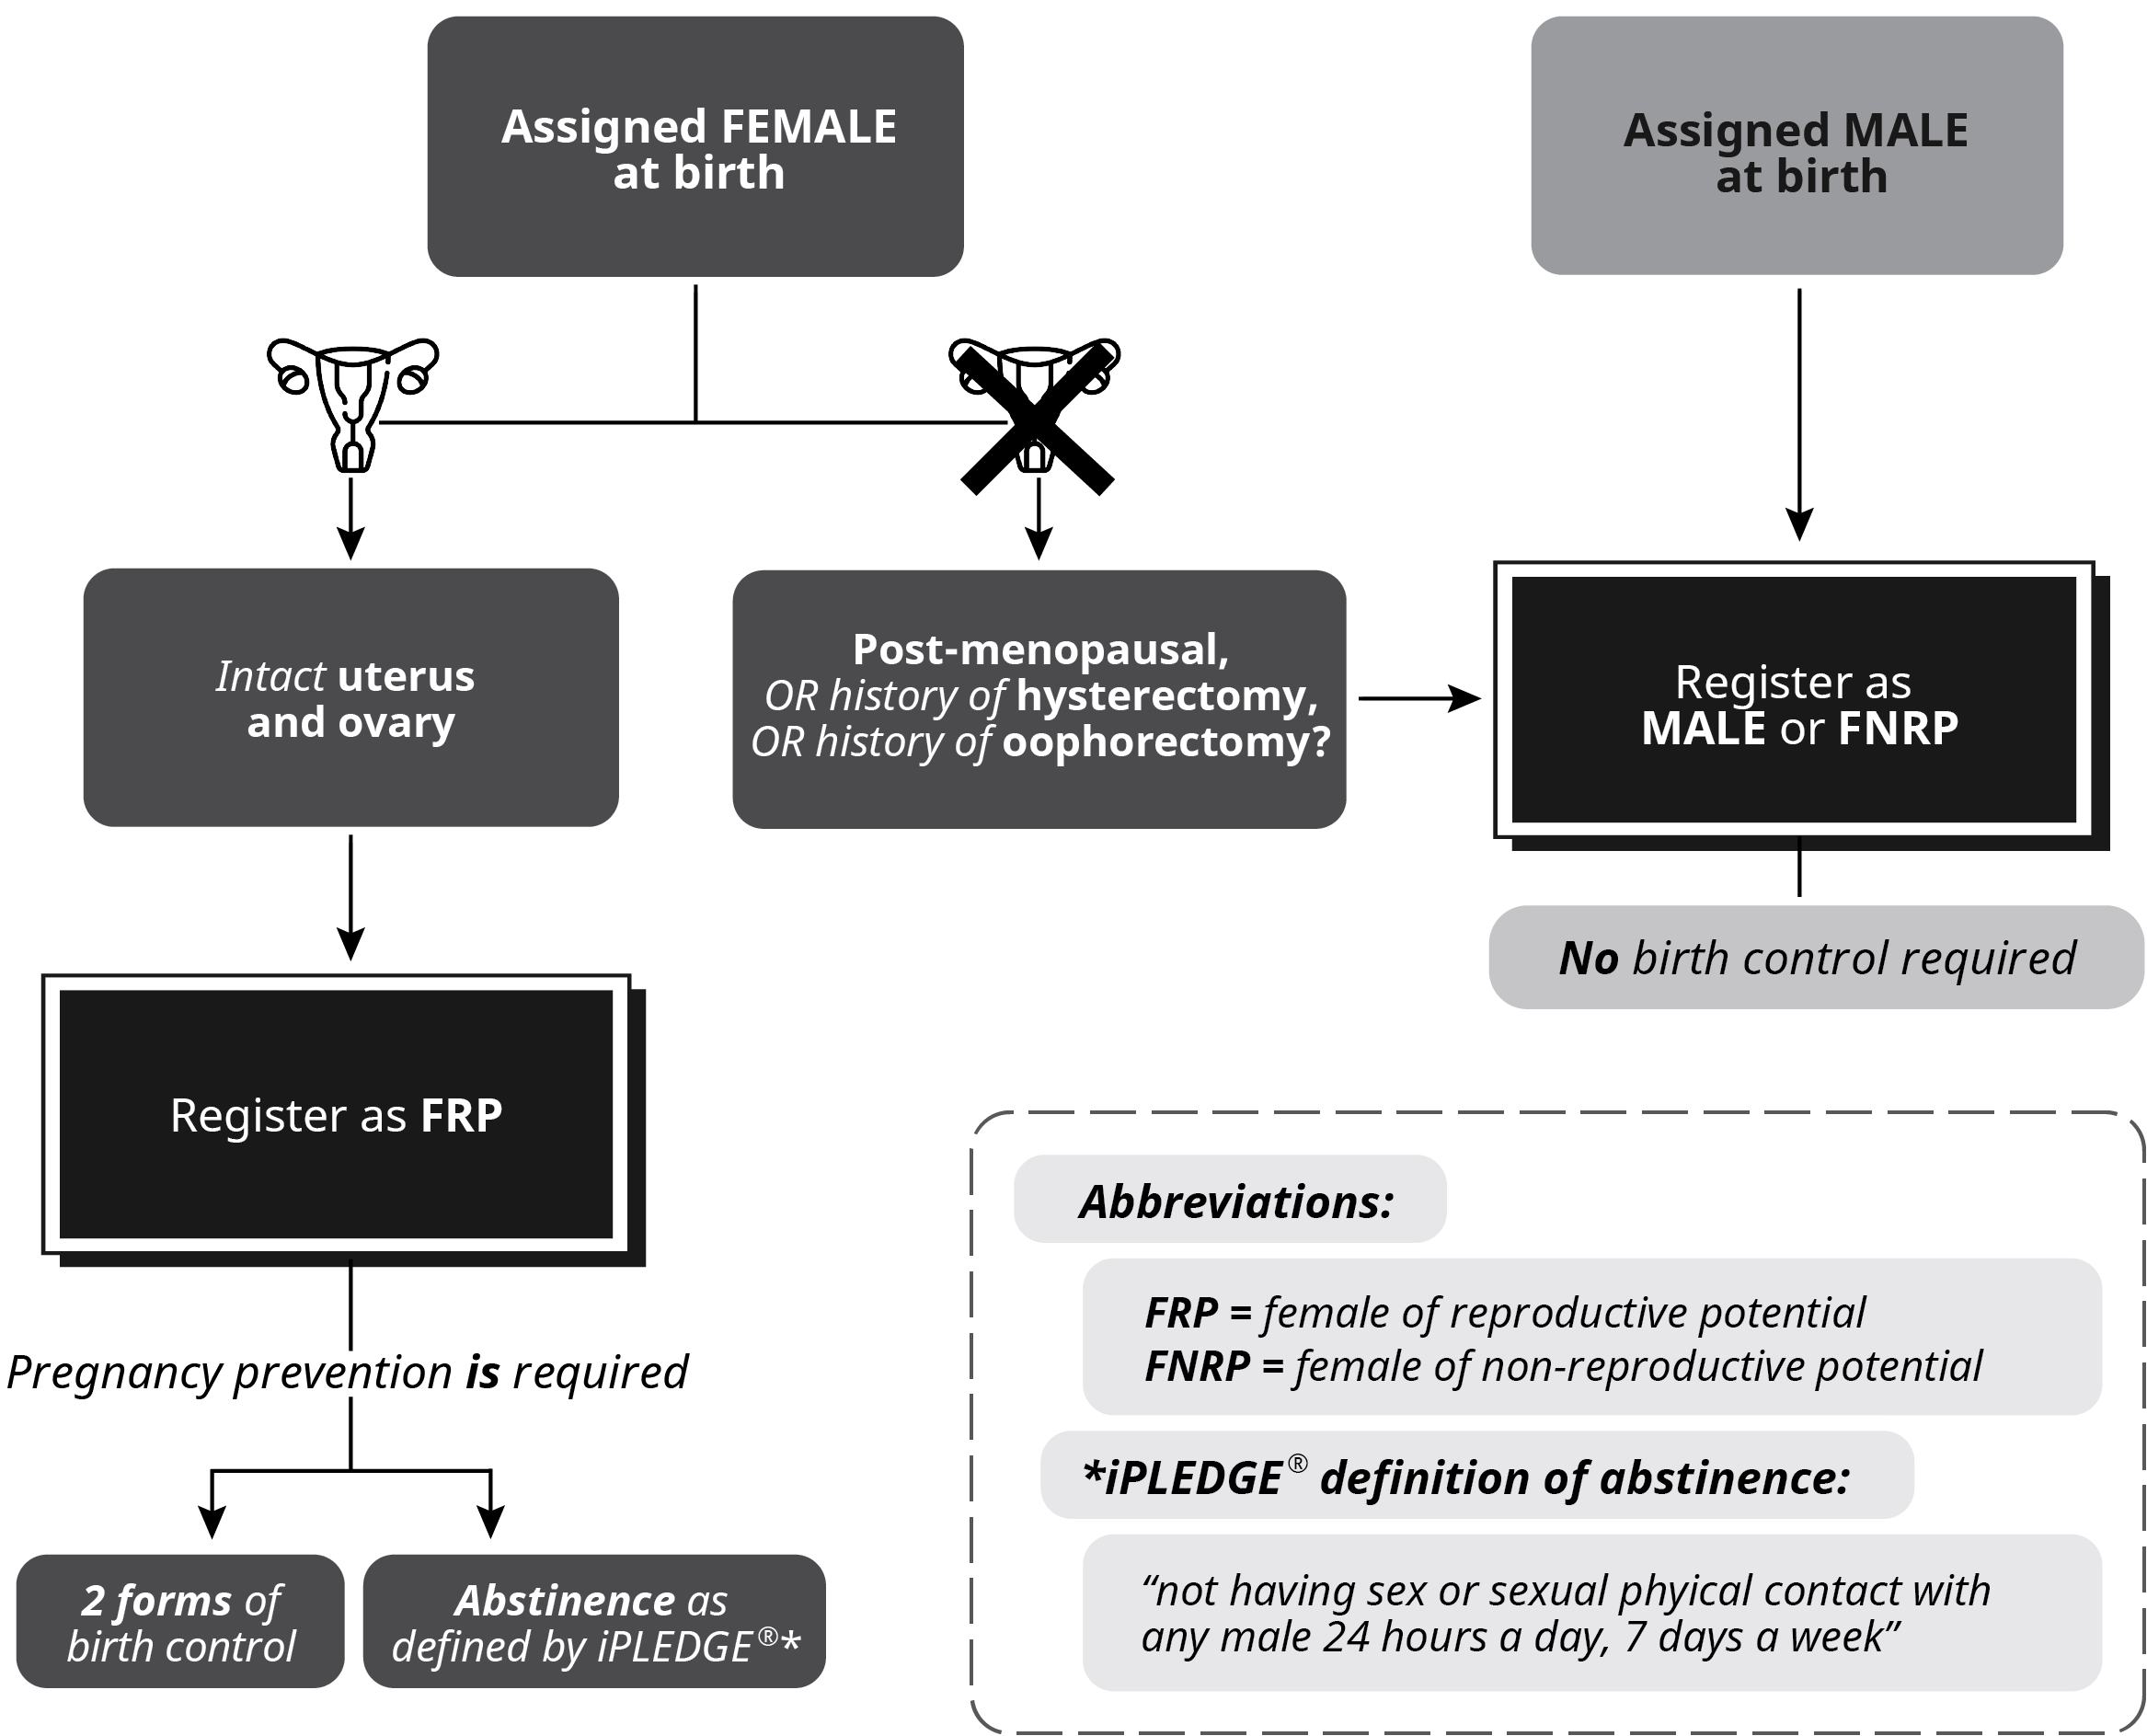 Assigned FEMALE
at birth
Assigned MALE
at birth
Intact uterus
and ovary
Post-menopausal,
OR history of hysterectomy,
OR history of oophorectomy?
Register as
MALE or FNRP
No birth control required
Register as FRP
Pregnancy prevention is required
2 forms of
birth control
Abstinence as
defined by iPLEDGE®*
Abbreviations:
FRP = female of reproductive potential
FNRP = female of non-reproductive potential
*iPLEDGE® definition of abstinence:
“not having sex or sexual phyical contact with
any male 24 hours a day, 7 days a week”